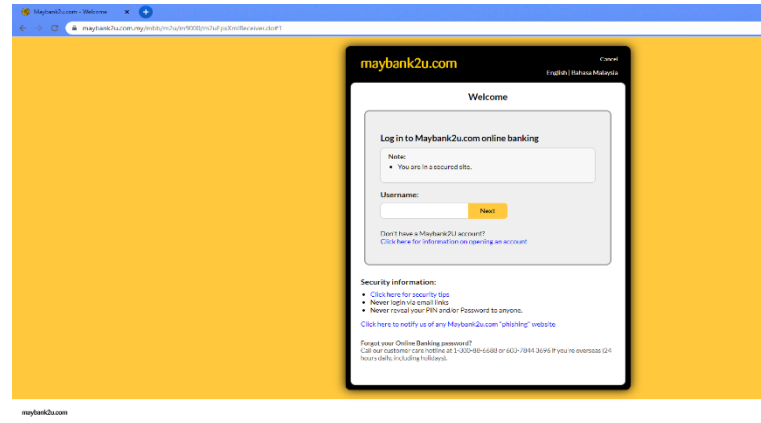 Maybank2u.com - Welcome
maybank2u.com.my/mbb/m2u/m9000/m2uFpxXmlReceiver.do#1
maybank2u.com
Cancel
English | Bahasa Malaysia
Welcome
Log in to Maybank2u.com online banking
Note:
You are in a secured site.
Username:
Next
Don't have a Maybank2U account?
Click here for information on opening an account
Security information:
Click here for security tips
Never login via email links
Never reveal your PIN and/or Password to anyone.
Click here to notify us of any Maybank2u.com "phishing" website
Forgot your Online Banking password?
Call our customer care hotline at 1-300-88-6688 or 603-7844 3696 if you're overseas (24
hours daily, including holidays).
maybank2u.com